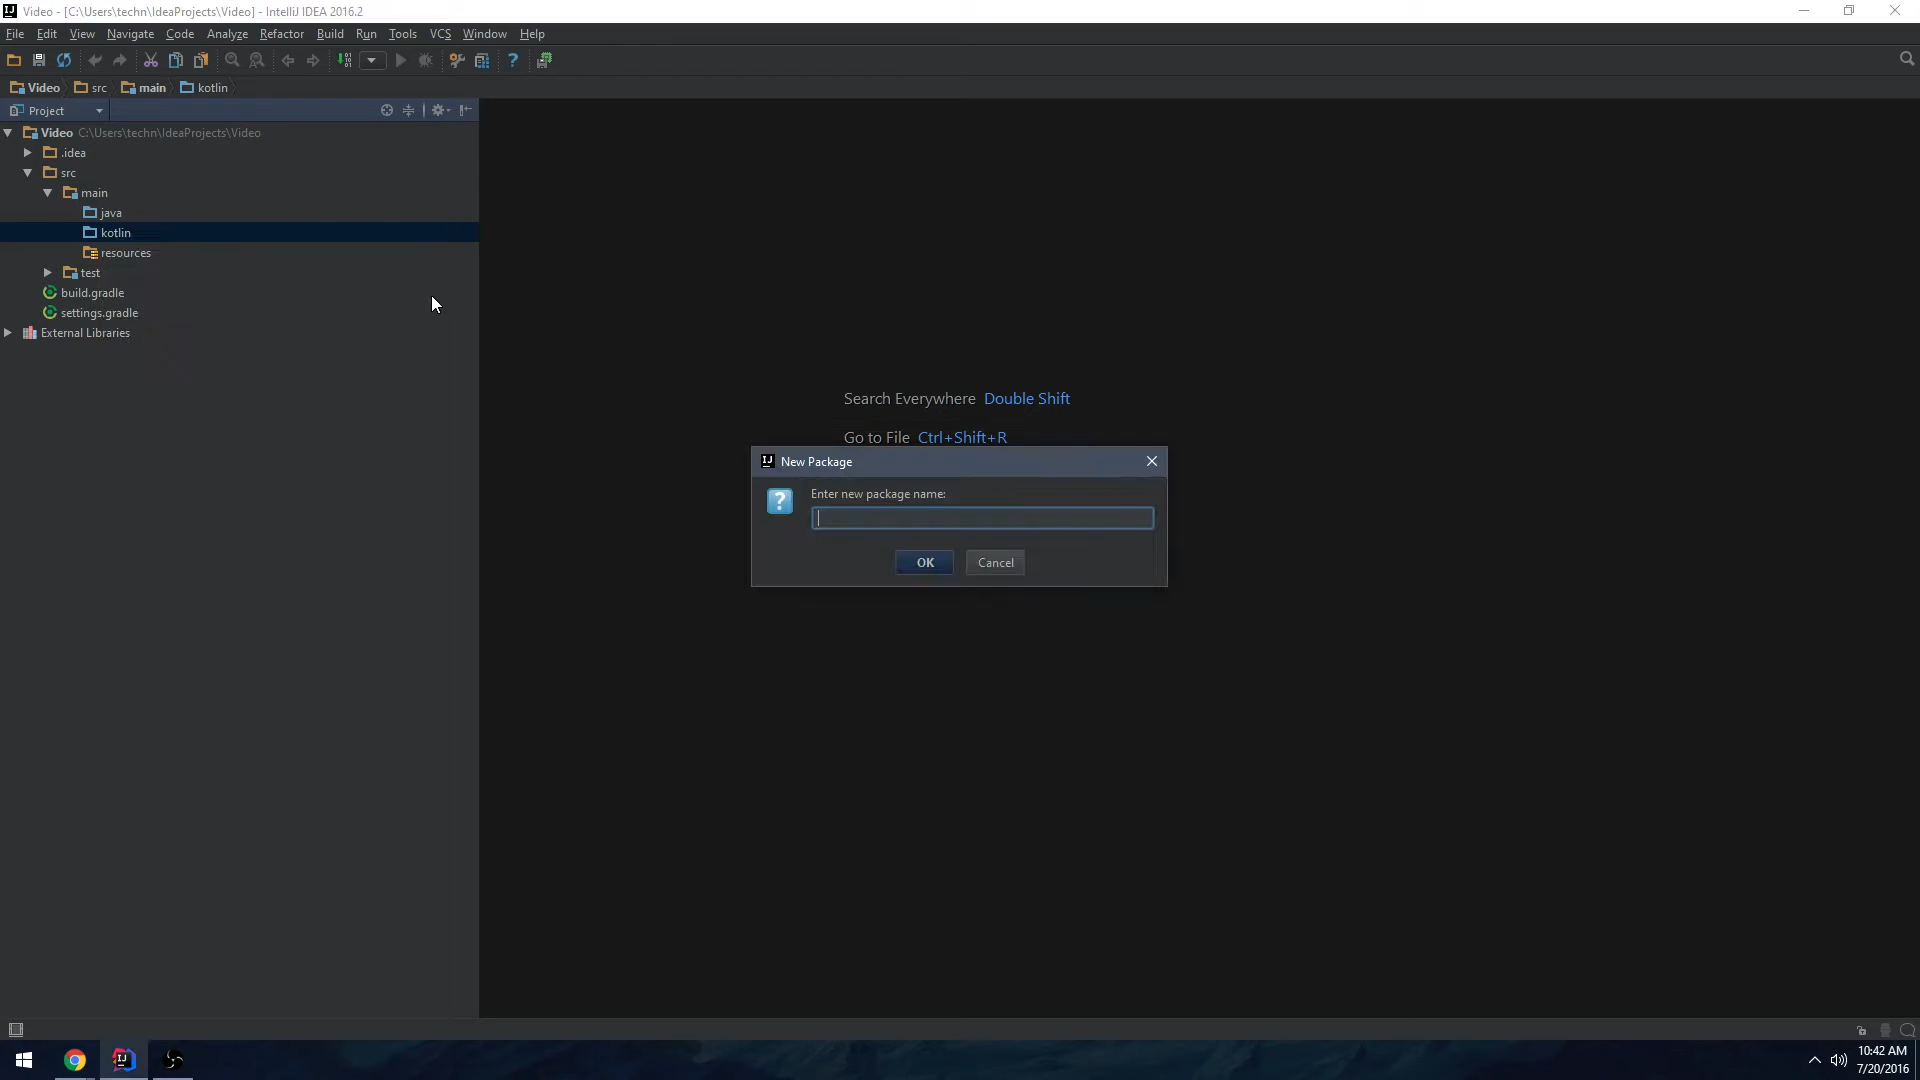 Video - [C:\Users\techn\IdeaProjects\Video] - IntelliJ IDEA 2016.2
File Edit View Navigate Code Analyze Refactor Build Run Tools VCS Window Help
Video src main kotlin
Project
Video C:\Users\techn\IdeaProjects\Video
.idea
src
main
java
kotlin
resources
test
build.gradle
settings.gradle
External Libraries
Search Everywhere Double Shift
Go to File Ctrl+Shift+R
New Package
Enter new package name:
OK Cancel
10:42 AM
7/20/2016